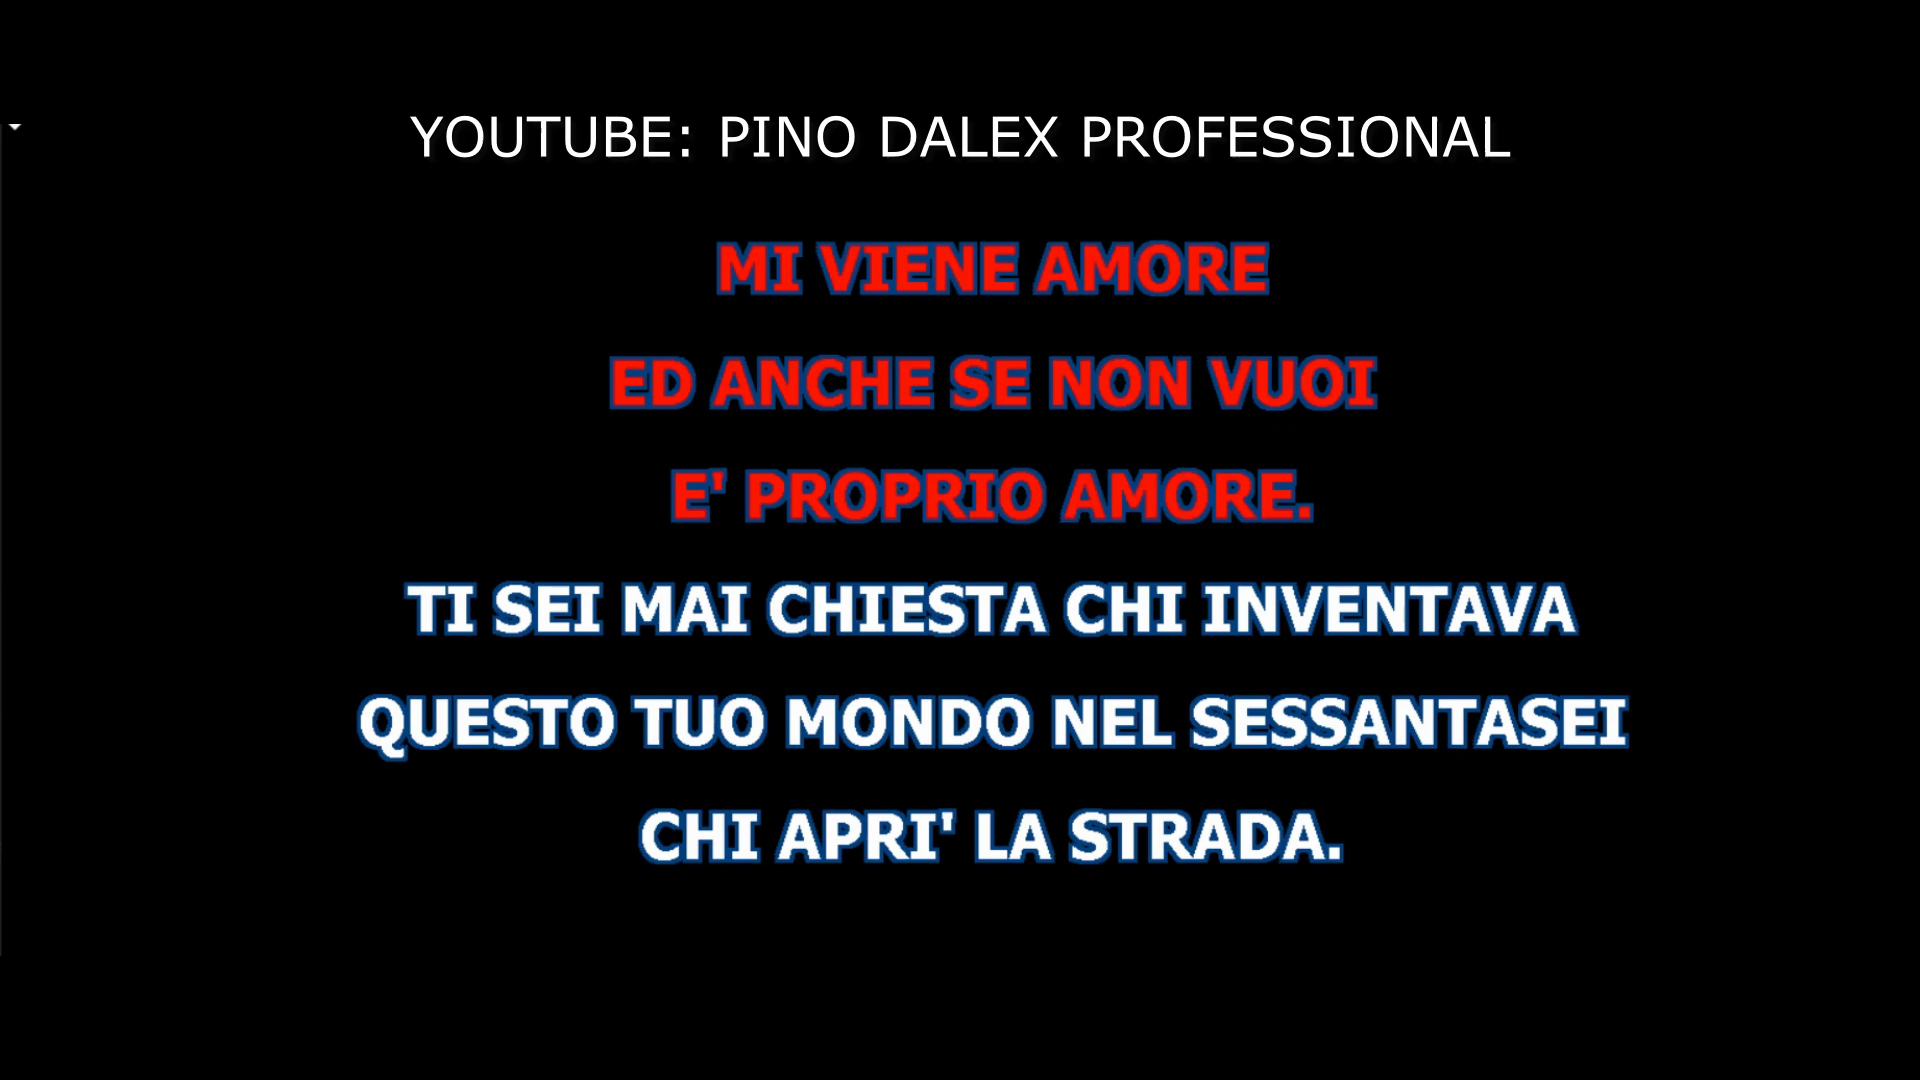 YOUTUBE: PINO DALEX PROFESSIONAL
MI VIENE AMORE
ED ANCHE SE NON VUOI
E' PROPRIO AMORE.
TI SEI MAI CHIESTA CHI INVENTAVA
QUESTO TUO MONDO NEL SESSANTASEI
CHI APRI' LA STRADA.